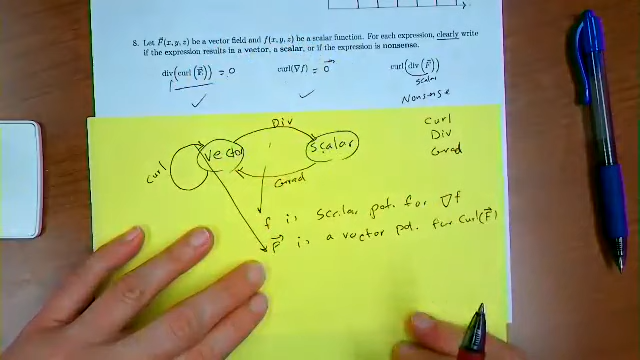 8. Let F⃗(x, y, z) be a vector field and f(x, y, z) be a scalar function. For each expression, clearly write
if the expression results in a vector, a scalar, or if the expression is nonsense.
div(curl(F⃗)) = 0
curl(∇f) = 0⃗
curl(div(F⃗))
scalar
Nonsense
Div
Curl
vector
scalar
Grad
Curl
Div
Grad
f is scalar pot. for ∇f
F⃗ is a vector pot. for curl(F⃗)